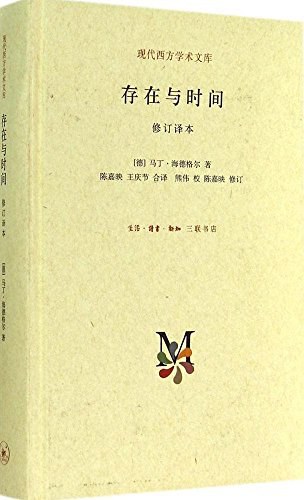 现代西方学术文库
存在与时间
修订译本
[德] 马丁·海德格尔 著
陈嘉映 王庆节 合译 熊伟 校 陈嘉映 修订
生活·讀書·新知 三联书店
M
现代西方学术文库
存在与时间
修订译本
[德] 马丁·海德格尔 著